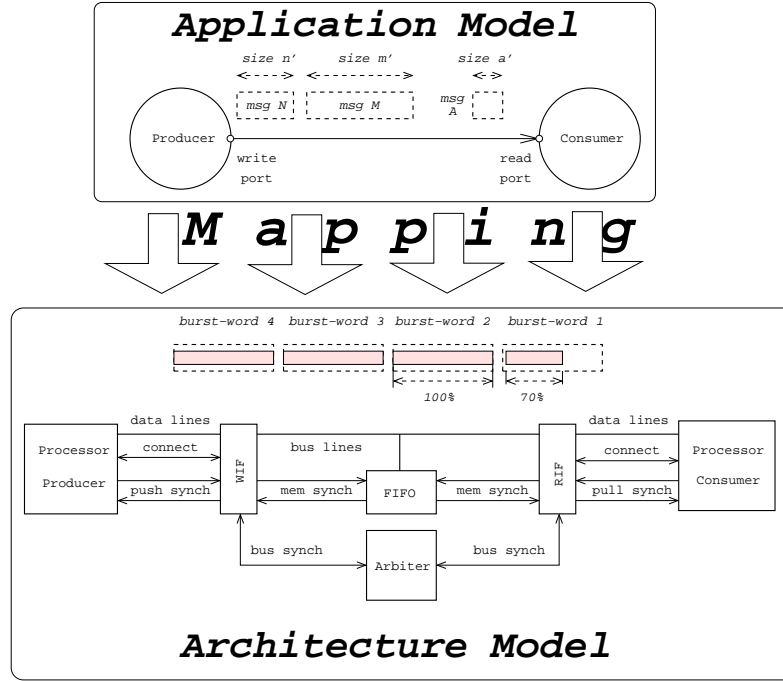 Application Model
size n' size m' size a'
msg N msg M msg
A
Producer Consumer
write read
port port
Mapping
burst-word 4 burst-word 3 burst-word 2 burst-word 1
100% 70%
data lines data lines
Processor connect WIF bus lines RIF connect Processor
Producer push synch mem synch FIFO mem synch pull synch Consumer
bus synch Arbiter bus synch
Architecture Model